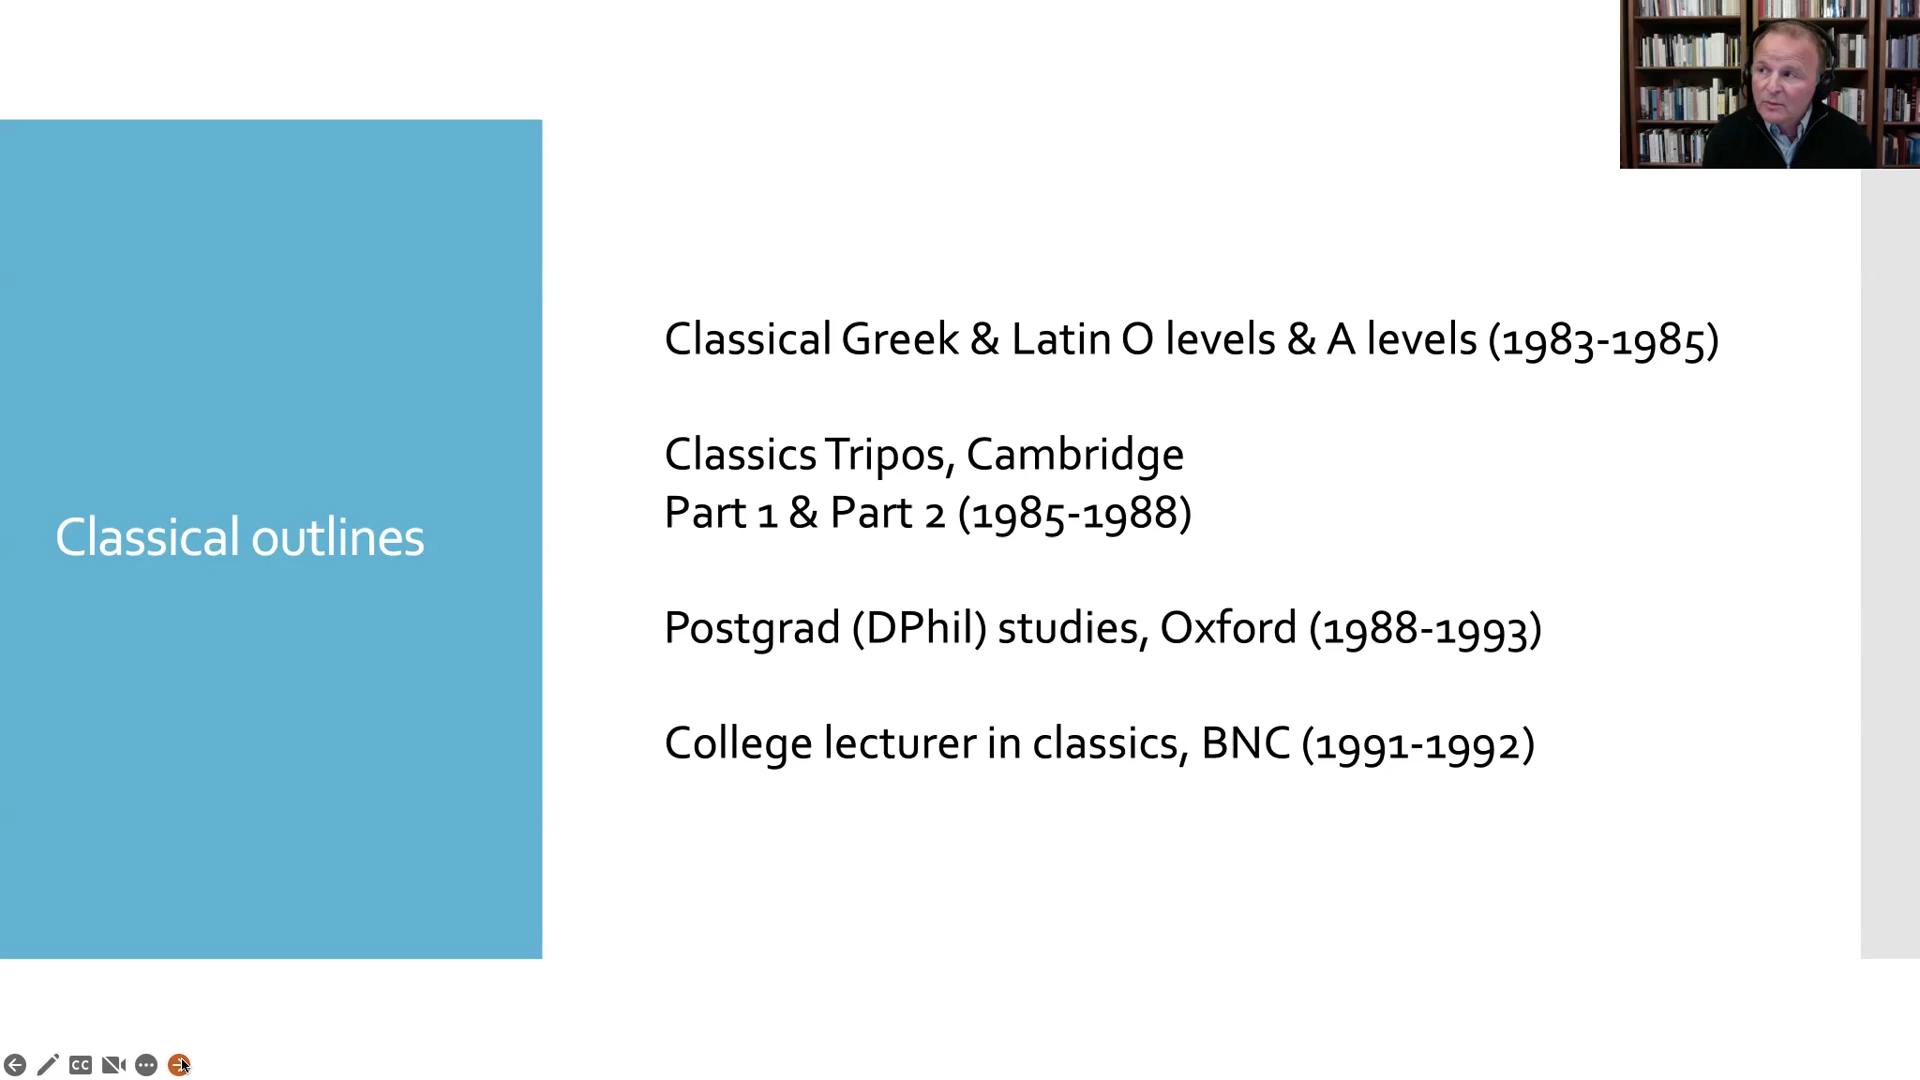 Classical outlines
Classical Greek & Latin O levels & A levels (1983-1985)
Classics Tripos, Cambridge
Part 1 & Part 2 (1985-1988)
Postgrad (DPhil) studies, Oxford (1988-1993)
College lecturer in classics, BNC (1991-1992)
CC